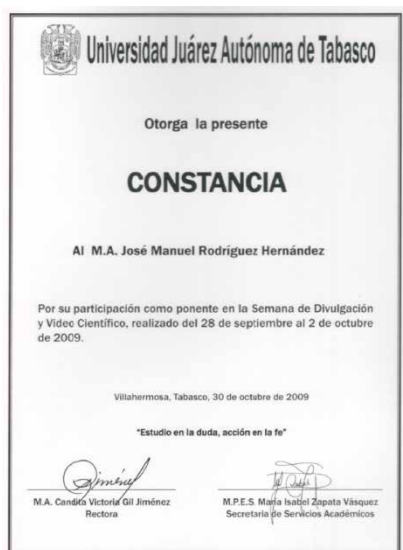 Universidad Juárez Autónoma de Tabasco
Otorga la presente
CONSTANCIA
Al M.A. José Manuel Rodríguez Hernández
Por su participación como ponente en la Semana de Divulgación
y Video Científico, realizado del 28 de septiembre al 2 de octubre
de 2009.
Villahermosa, Tabasco, 30 de octubre de 2009
"Estudio en la duda, acción en la fe"
M.A. Candita Victoria Gil Jiménez
Rectora
M.P.E.S. María Isabel Zapata Vásquez
Secretaria de Servicios Académicos